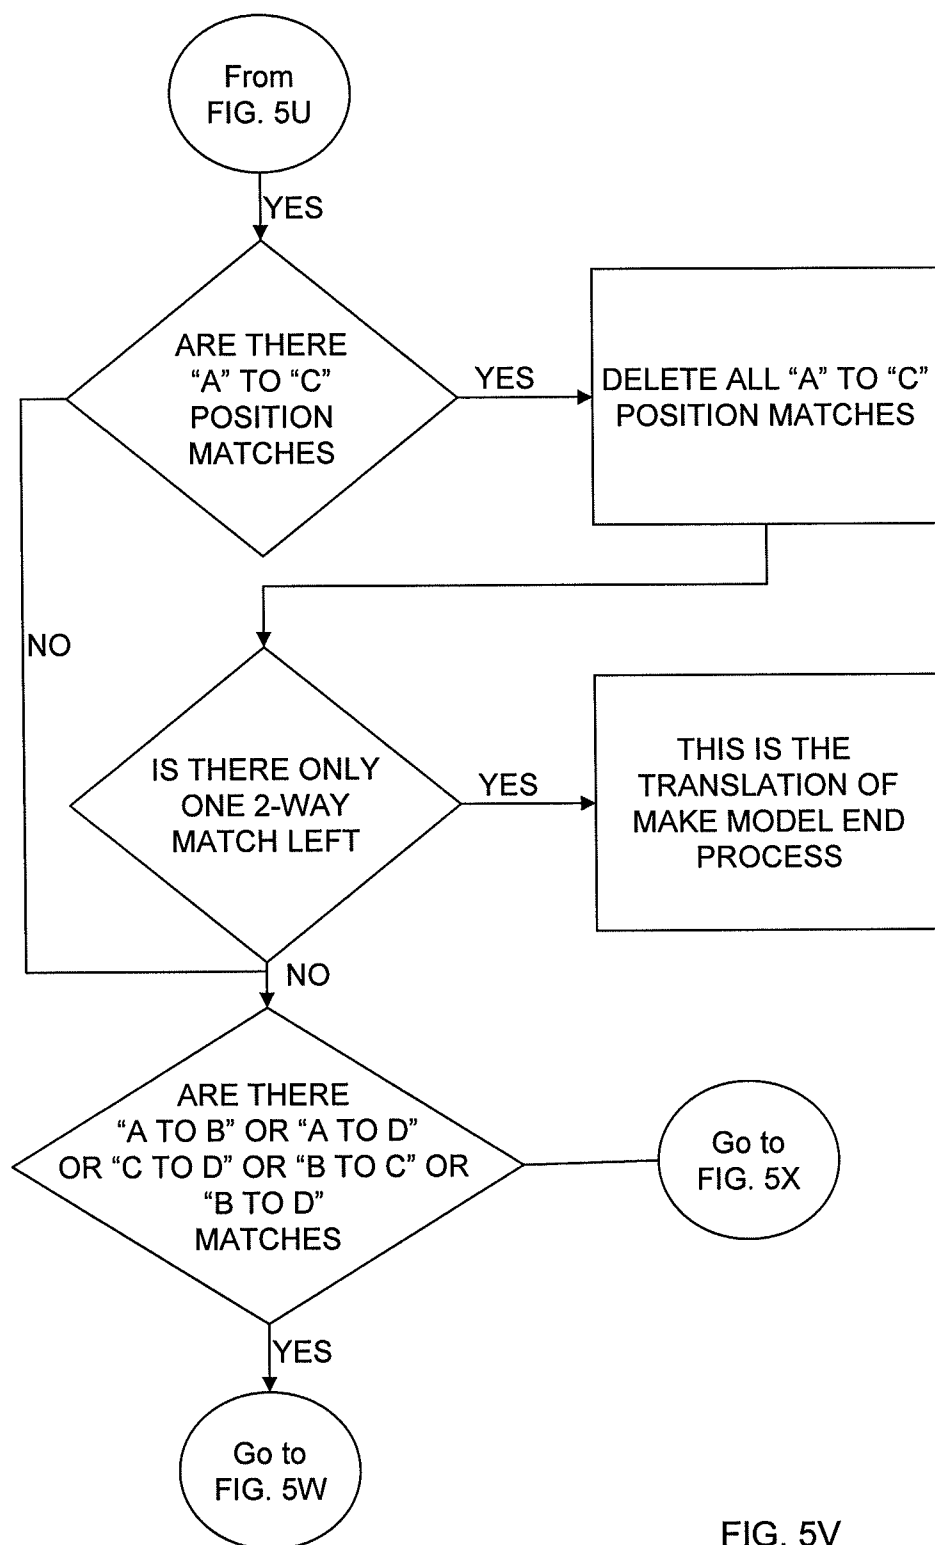 From
FIG. 5U
YES
ARE THERE
“A” TO “C”
POSITION
MATCHES
YES
DELETE ALL “A” TO “C”
POSITION MATCHES
NO
IS THERE ONLY
ONE 2-WAY
MATCH LEFT
YES
THIS IS THE
TRANSLATION OF
MAKE MODEL END
PROCESS
NO
ARE THERE
“A TO B” OR “A TO D”
OR “C TO D” OR “B TO C” OR
“B TO D”
MATCHES
Go to
FIG. 5X
YES
Go to
FIG. 5W
FIG. 5V